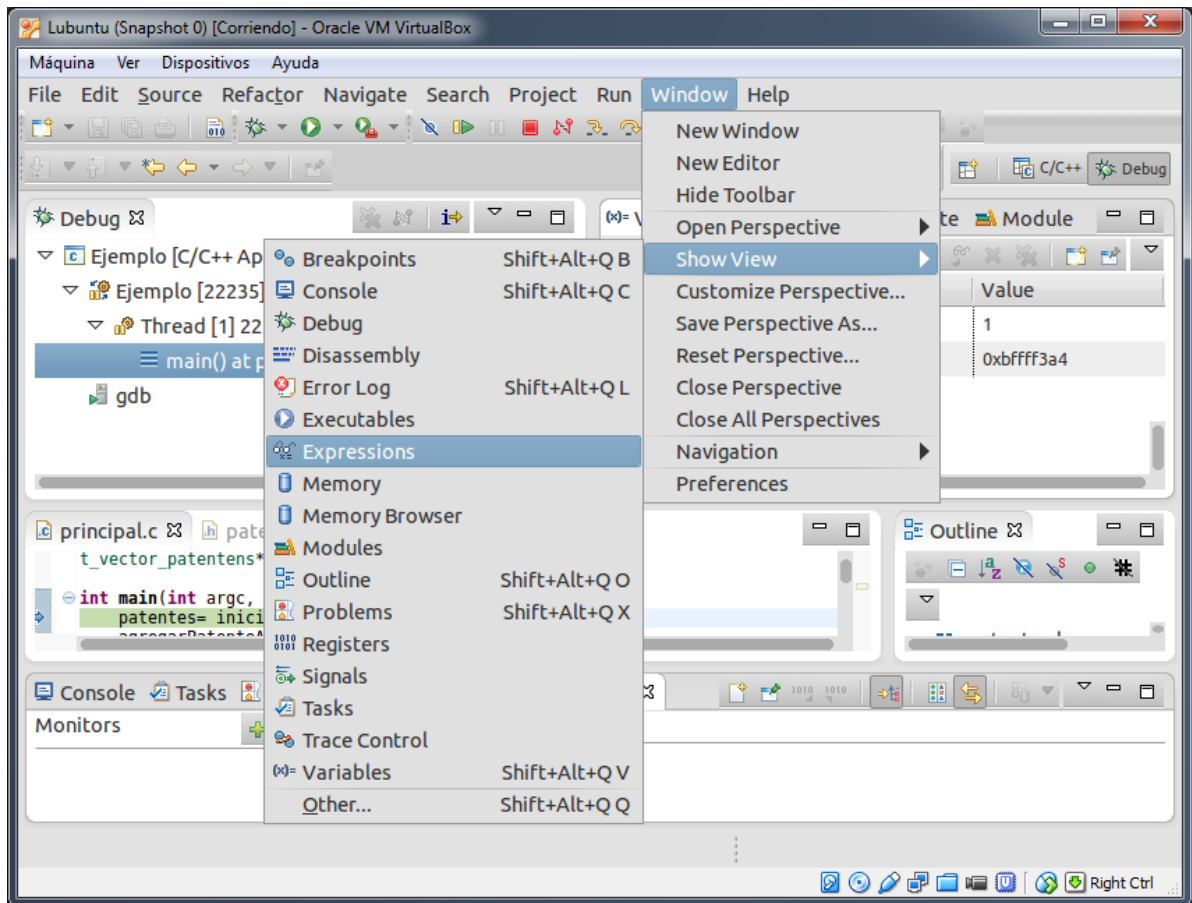 Lubuntu (Snapshot 0) [Corriendo] - Oracle VM VirtualBox
Máquina Ver Dispositivos Ayuda
File Edit Source Refactor Navigate Search Project Run Window Help
New Window
New Editor
Hide Toolbar
Open Perspective
Show View
Customize Perspective...
Save Perspective As...
Reset Perspective...
Close Perspective
Close All Perspectives
Navigation
Preferences
C/C++ Debug
Debug
(x)= V
te Module
Ejemplo [C/C++ Ap
Ejemplo [22235]
Thread [1] 22
main() at p
gdb
Value
1
0xbffff3a4
Breakpoints Shift+Alt+Q B
Console Shift+Alt+Q C
Debug
Disassembly
Error Log Shift+Alt+Q L
Executables
Expressions
Memory
Memory Browser
Modules
Outline Shift+Alt+Q O
Problems Shift+Alt+Q X
Registers
Signals
Tasks
Trace Control
(x)= Variables Shift+Alt+Q V
Other... Shift+Alt+Q Q
principal.c pate
t_vector_patentens*
int main(int argc,
patentes= inici
Outline
Console Tasks
Monitors
Right Ctrl